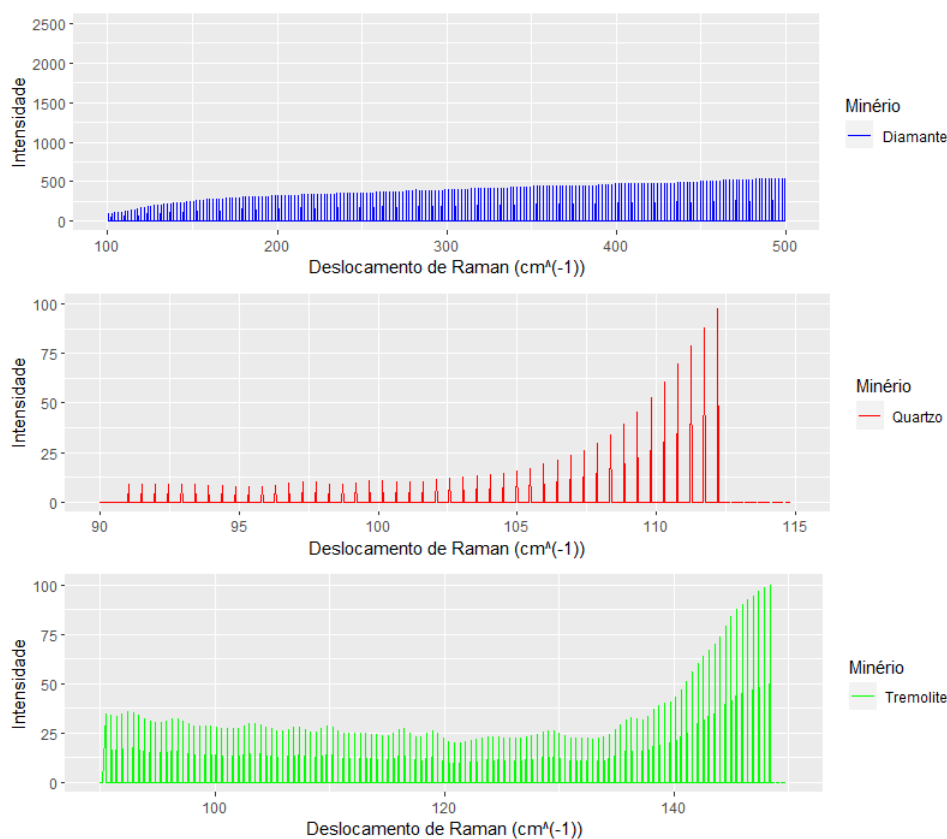 2500
2000
1500
1000
500
0
Intensidade
100 200 300 400 500
Deslocamento de Raman (cm^(-1))
Minério
Diamante
100
75
50
25
0
Intensidade
90 95 100 105 110 115
Deslocamento de Raman (cm^(-1))
Minério
Quartzo
100
75
50
25
0
Intensidade
100 120 140
Deslocamento de Raman (cm^(-1))
Minério
Tremolite